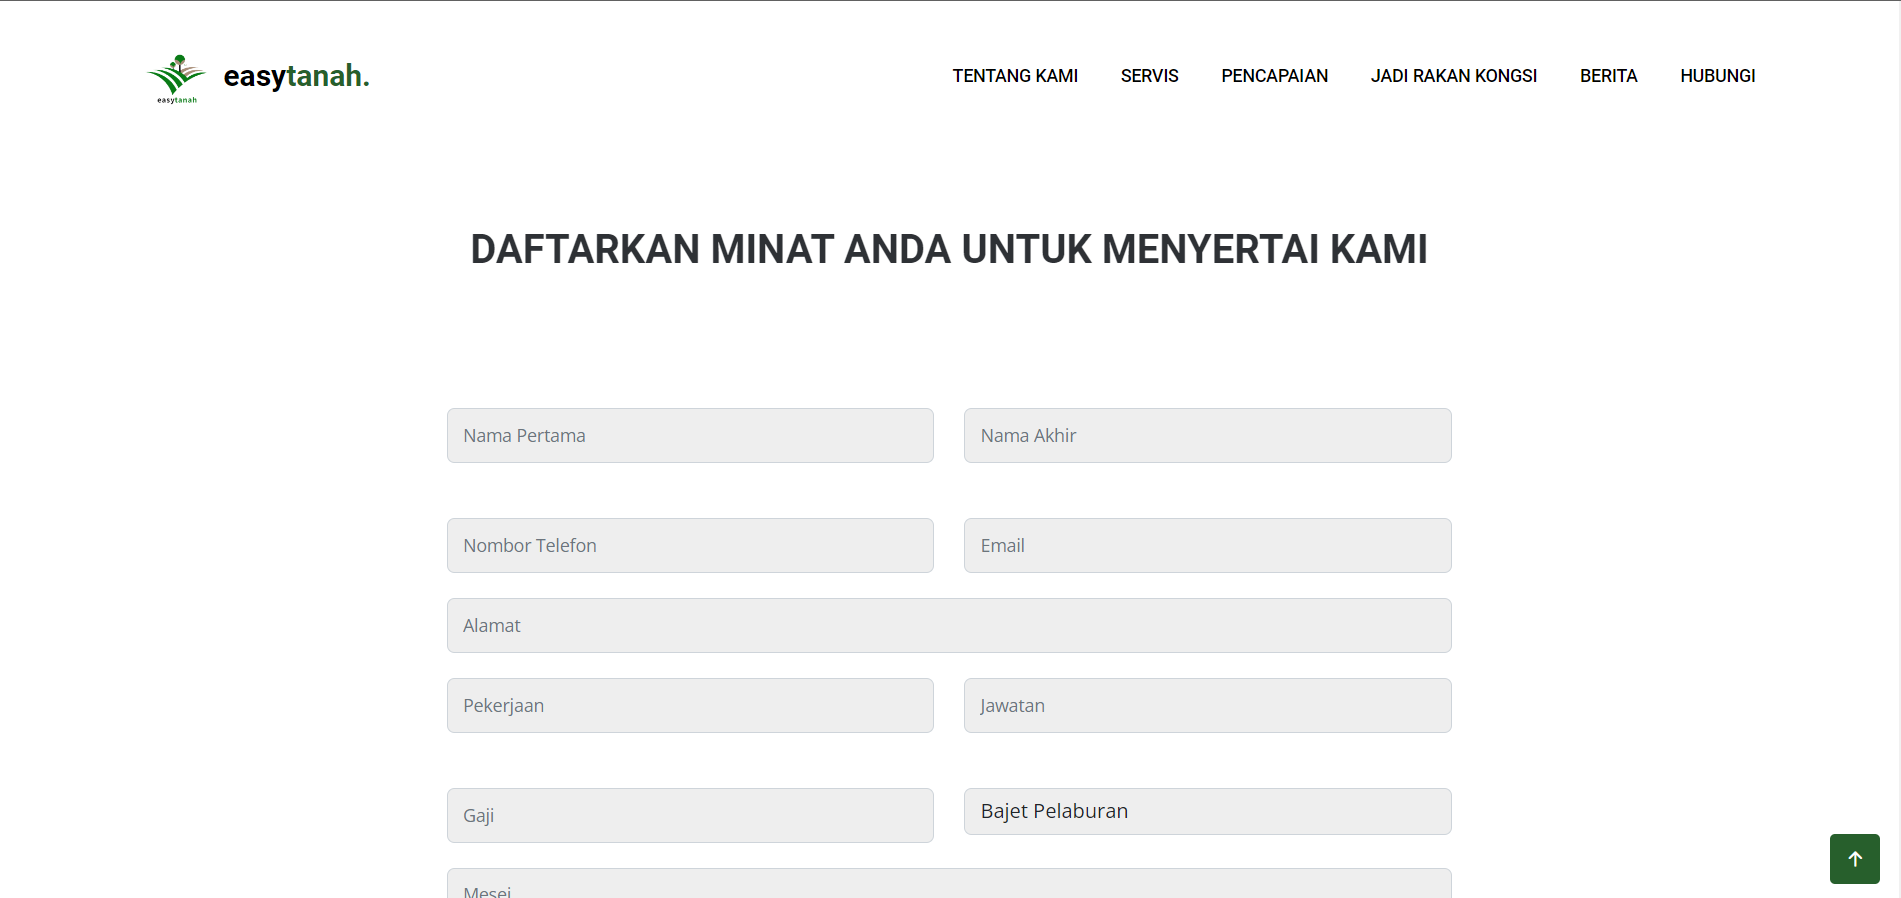 easytanah
easytanah.
TENTANG KAMI
SERVIS
PENCAPAIAN
JADI RAKAN KONGSI
BERITA
HUBUNGI
DAFTARKAN MINAT ANDA UNTUK MENYERTAI KAMI
Nama Pertama
Nama Akhir
Nombor Telefon
Email
Alamat
Pekerjaan
Jawatan
Gaji
Bajet Pelaburan
Mesej